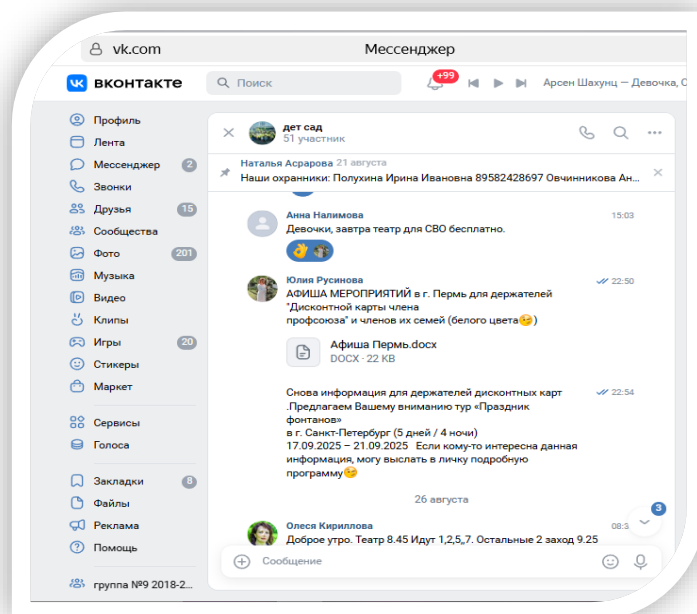 vk.com
Мессенджер
вконтакте
Поиск
+99
Арсен Шахунц — Девочка, С
Профиль
Лента
Мессенджер 2
Звонки
Друзья 15
Сообщества
Фото 201
Музыка
Видео
Клипы
Игры 20
Стикеры
Маркет
Сервисы
Голоса
Закладки 8
Файлы
Реклама
Помощь
группа №9 2018-2...
дет сад
51 участник
Наталья Асрарова 21 августа
Наши охранники: Полухина Ирина Ивановна 89582428697 Овчинникова Ан...
Анна Налимова 15:03
Девочки, завтра театр для СВО бесплатно.
Юлия Русинова 22:50
АФИША МЕРОПРИЯТИЙ в г. Пермь для держателей
"Дисконтной карты члена
профсоюза" и членов их семей (белого цвета😉)
Афиша Пермь.docx
DOCX · 22 KB
Снова информация для держателей дисконтных карт 22:54
.Предлагаем Вашему вниманию тур «Праздник
фонтанов»
в г. Санкт-Петербург (5 дней / 4 ночи)
17.09.2025 – 21.09.2025 Если кому-то интересна данная
информация, могу выслать в личку подробную
программу😉
26 августа
3
Олеся Кириллова
Доброе утро. Театр 8.45 Идут 1,2,5,,7. Остальные 2 заход 9.25
Сообщение